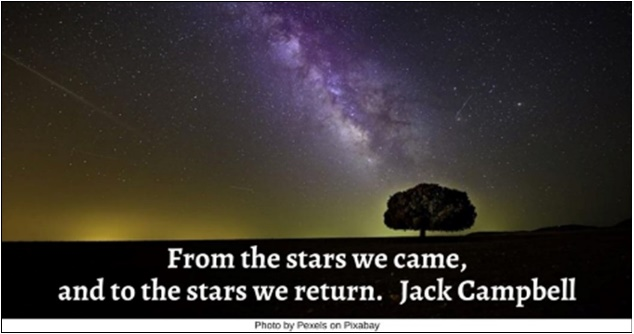 From the stars we came,
and to the stars we return. Jack Campbell
Photo by Pexels on Pixabay